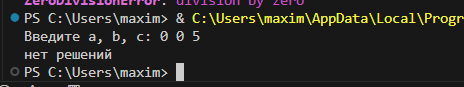 ZeroDivisionError: division by zero
PS C:\Users\maxim> & C:\Users\maxim\AppData\Local\Progr
Введите a, b, c: 0 0 5
нет решений
PS C:\Users\maxim>